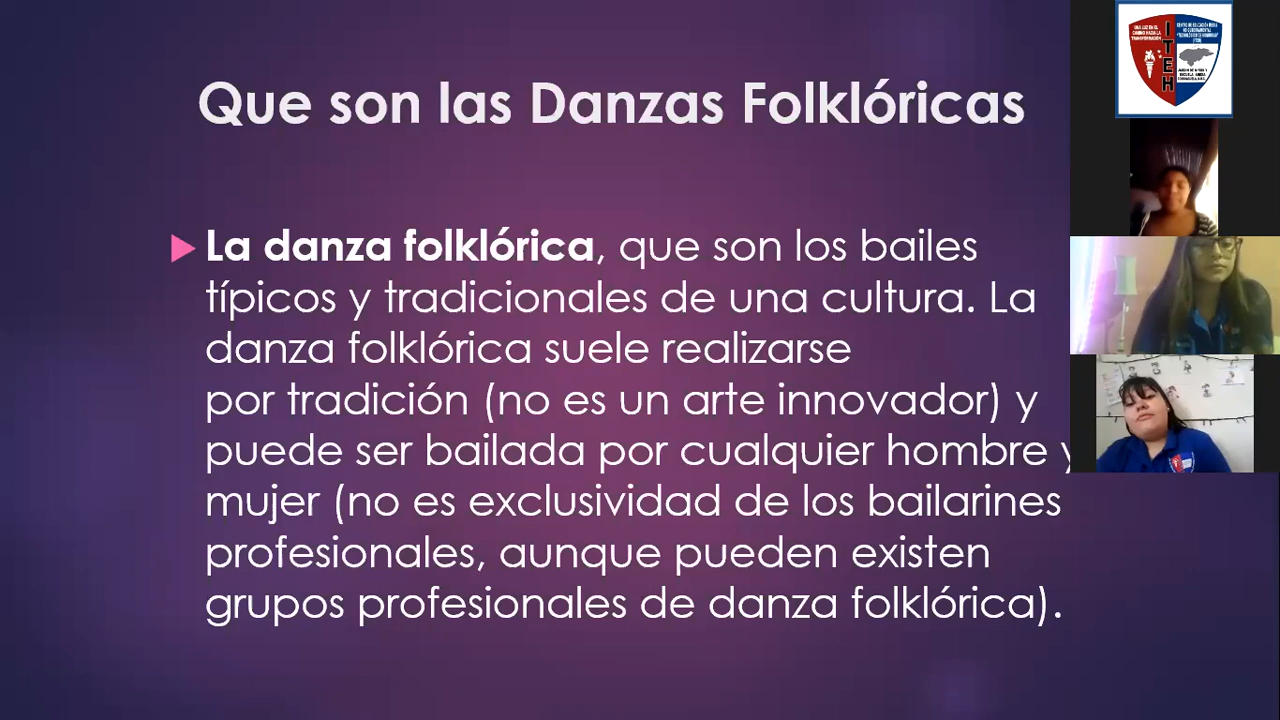 Que son las Danzas Folklóricas
La danza folklórica, que son los bailes
típicos y tradicionales de una cultura. La
danza folklórica suele realizarse
por tradición (no es un arte innovador) y
puede ser bailada por cualquier hombre y
mujer (no es exclusividad de los bailarines
profesionales, aunque pueden existen
grupos profesionales de danza folklórica).
ITEH